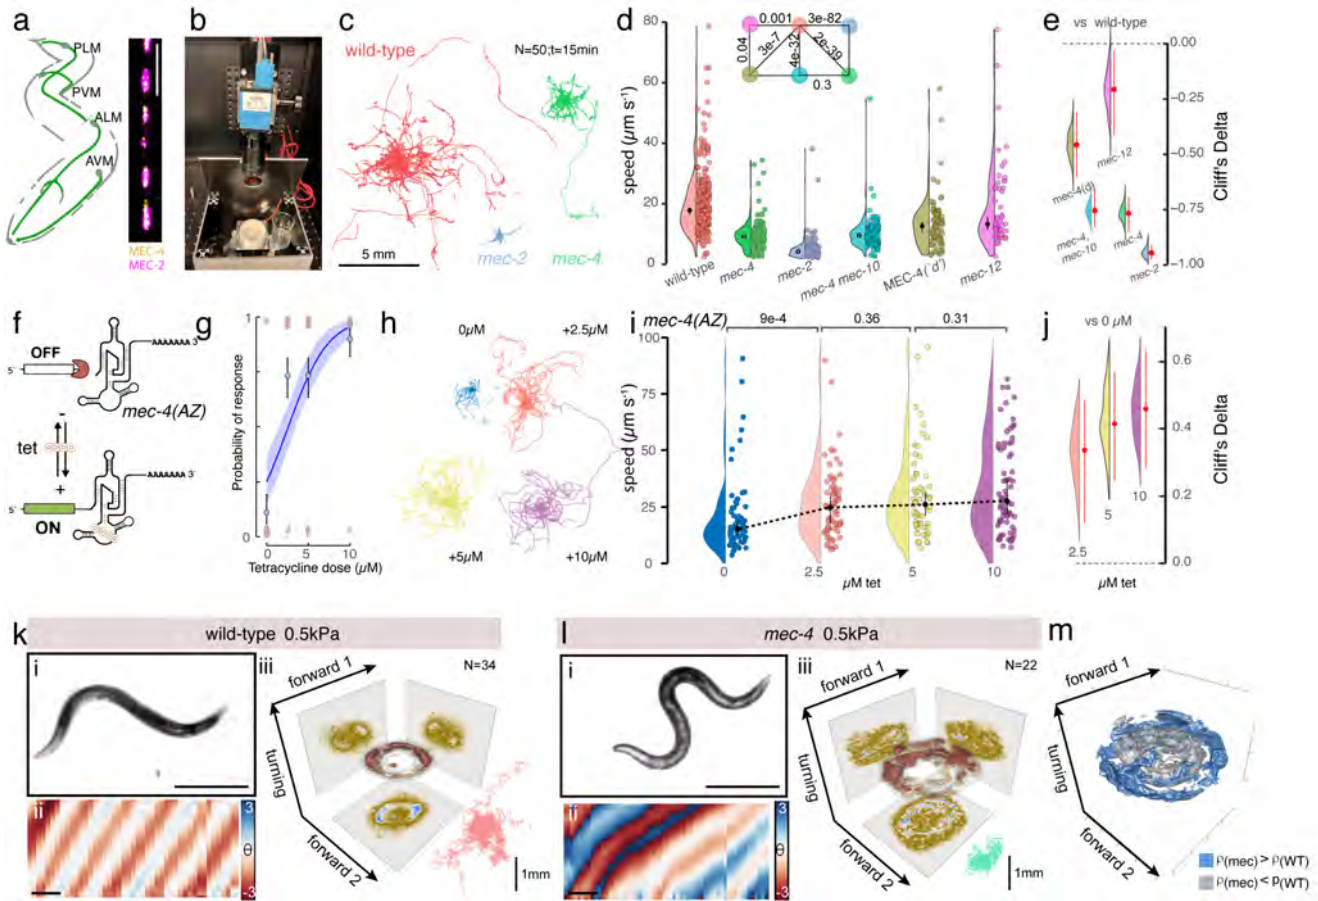 a
PLM
PVM
ALM
AVM
MEC-4
MEC-2
b
c
wild-type
N=50;t=15min
5 mm
mec-2
mec-4
d
speed (µm s⁻¹)
80
60
40
20
0
0.001
3e-82
0.04
3e-7
4e-32
2e-39
0.3
wild-type
mec-4
mec-2
mec-4 mec-10
MEC-4(¨d¨)
mec-12
e
vs wild-type
0.00
−0.25
−0.50
−0.75
−1.00
Cliff's Delta
mec-4(d)
mec-12
mec-4,
mec-10
mec-4
mec-2
f
5´
OFF
3´
mec-4(AZ)
-
tet
+
5´
ON
3´
g
Probability of response
1
0
0
5
10
Tetracycline dose (µM)
h
0µM
+2.5µM
+5µM
+10µM
i
mec-4(AZ)
9e-4
0.36
0.31
speed (µm s⁻¹)
100
75
50
25
0
0
2.5
5
10
µM tet
j
vs 0 µM
0.6
0.4
0.2
0.0
Cliff's Delta
2.5
5
10
µM tet
k
wild-type 0.5kPa
i
ii
3
θ
-3
iii
N=34
forward 1
turning
forward 2
1mm
l
mec-4 0.5kPa
i
ii
3
θ
-3
iii
N=22
forward 1
turning
forward 2
1mm
m
forward 1
turning
forward 2
ρ(mec) > ρ(WT)
ρ(mec) < ρ(WT)